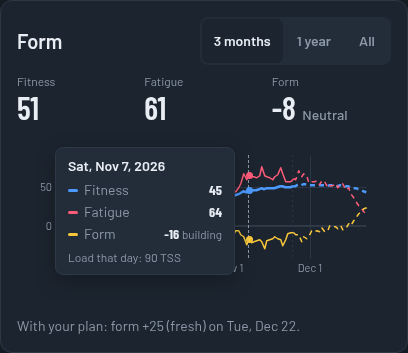 Form
3 months 1 year All
Fitness Fatigue Form
51 61 -8 Neutral
Sat, Nov 7, 2026
Fitness 45
Fatigue 64
Form -16 building
Load that day: 90 TSS
50
0
v 1 Dec 1
With your plan: form +25 (fresh) on Tue, Dec 22.